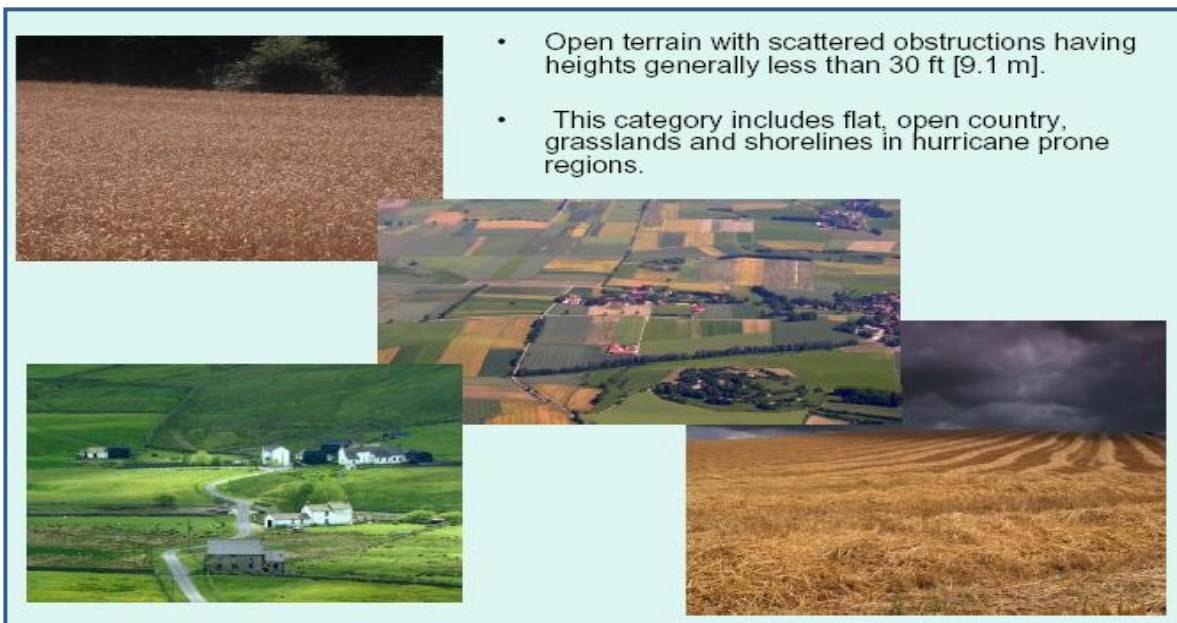 • Open terrain with scattered obstructions having
heights generally less than 30 ft [9.1 m].
• This category includes flat, open country,
grasslands and shorelines in hurricane prone
regions.